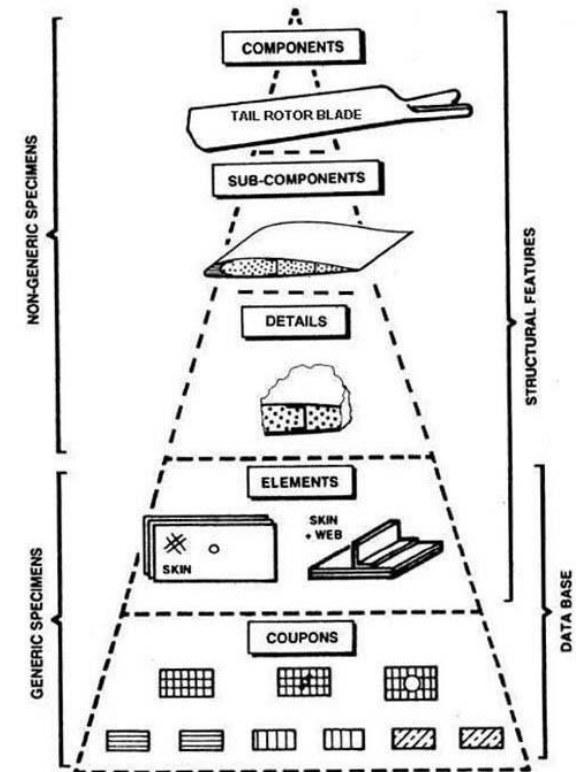 COMPONENTS
TAIL ROTOR BLADE
SUB-COMPONENTS
NON-GENERIC SPECIMENS
STRUCTURAL FEATURES
DETAILS
ELEMENTS
SKIN
SKIN
+ WEB
GENERIC SPECIMENS
DATA BASE
COUPONS